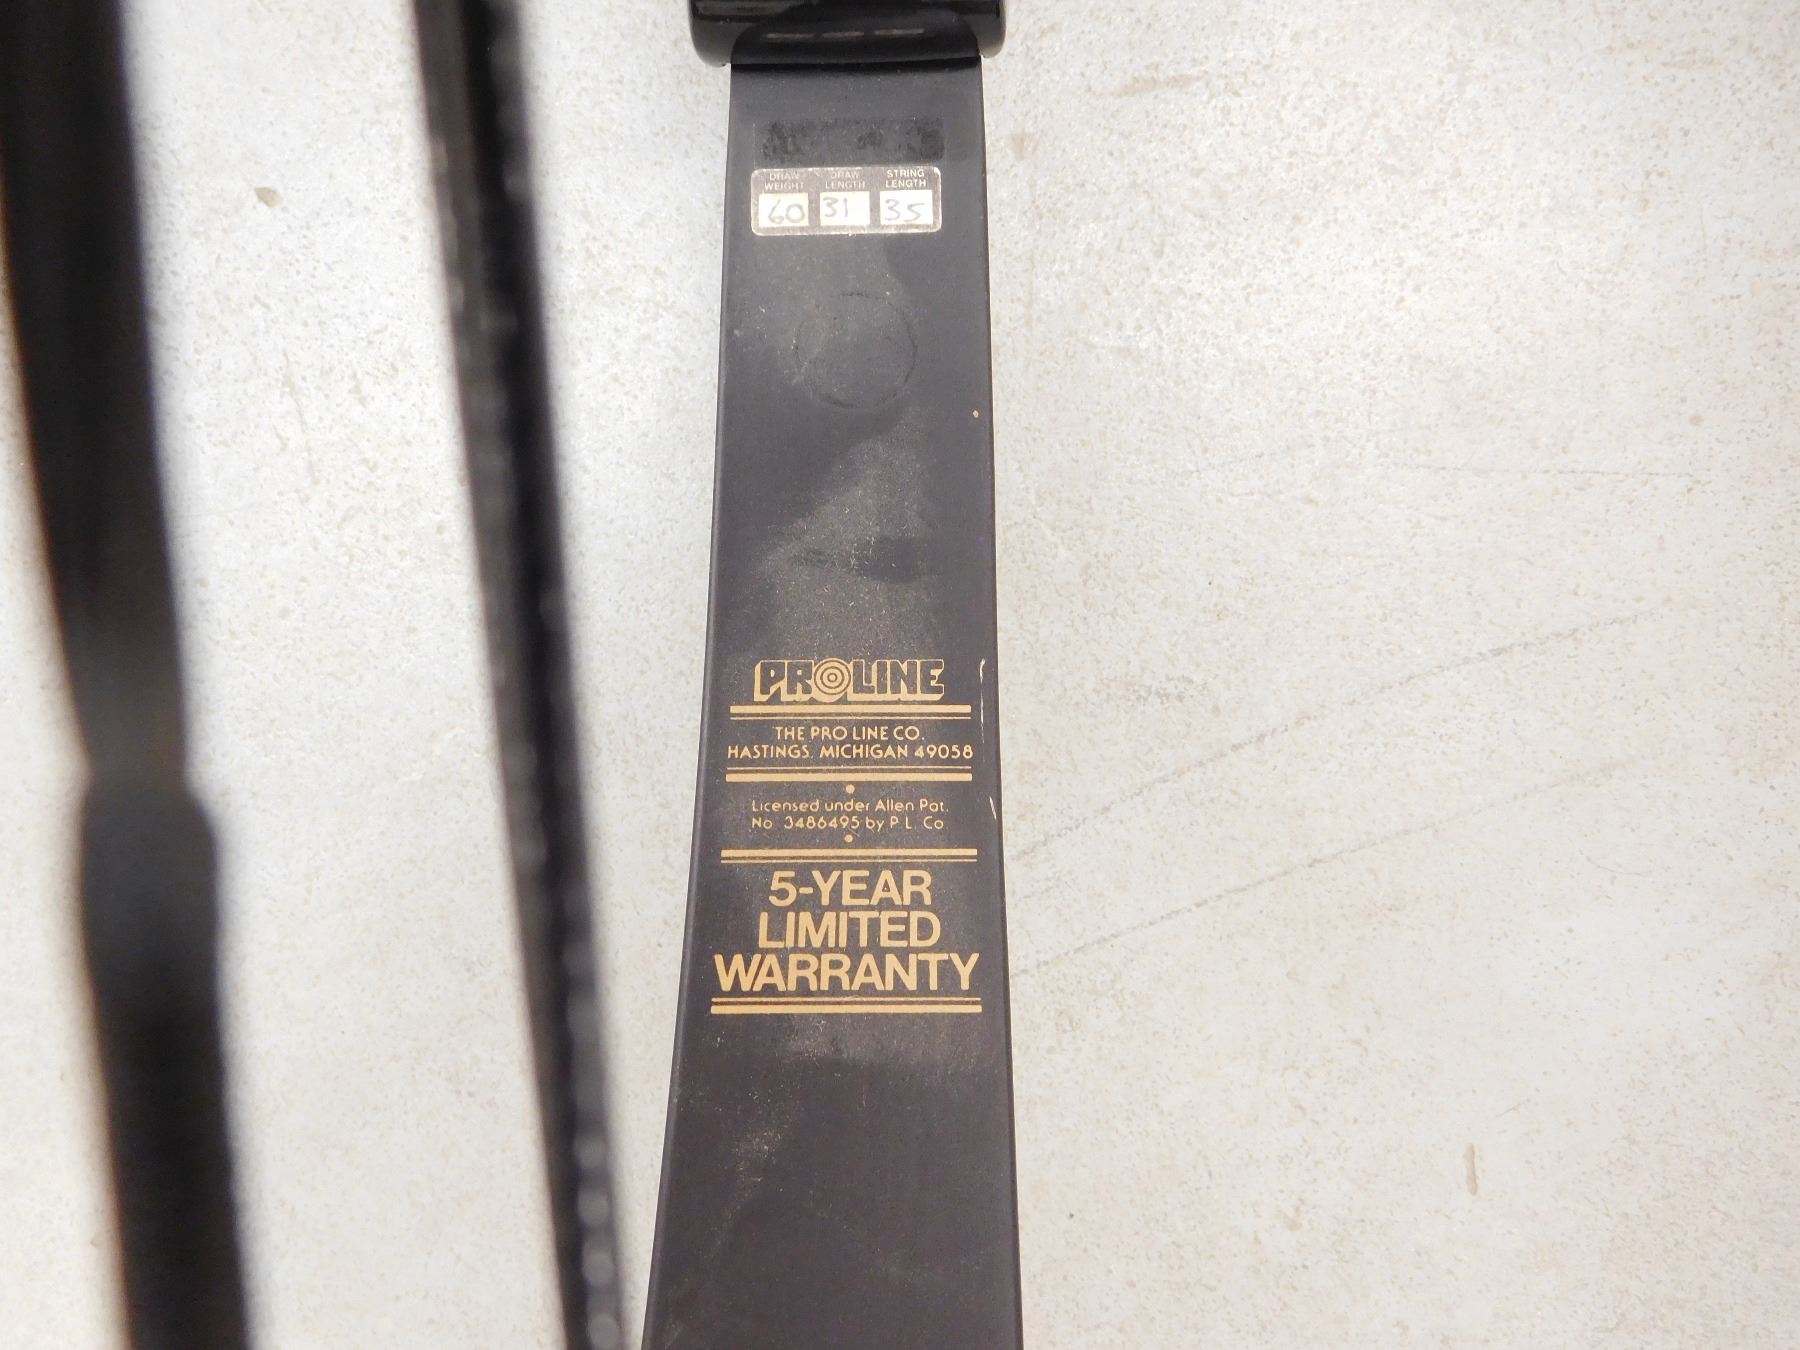 DRAW WEIGHT DRAW LENGTH STRING LENGTH
60 31 35
PROLINE
THE PRO LINE CO.
HASTINGS, MICHIGAN 49058
Licensed under Allen Pat.
No 3486495 by P L. Co
5-YEAR
LIMITED
WARRANTY